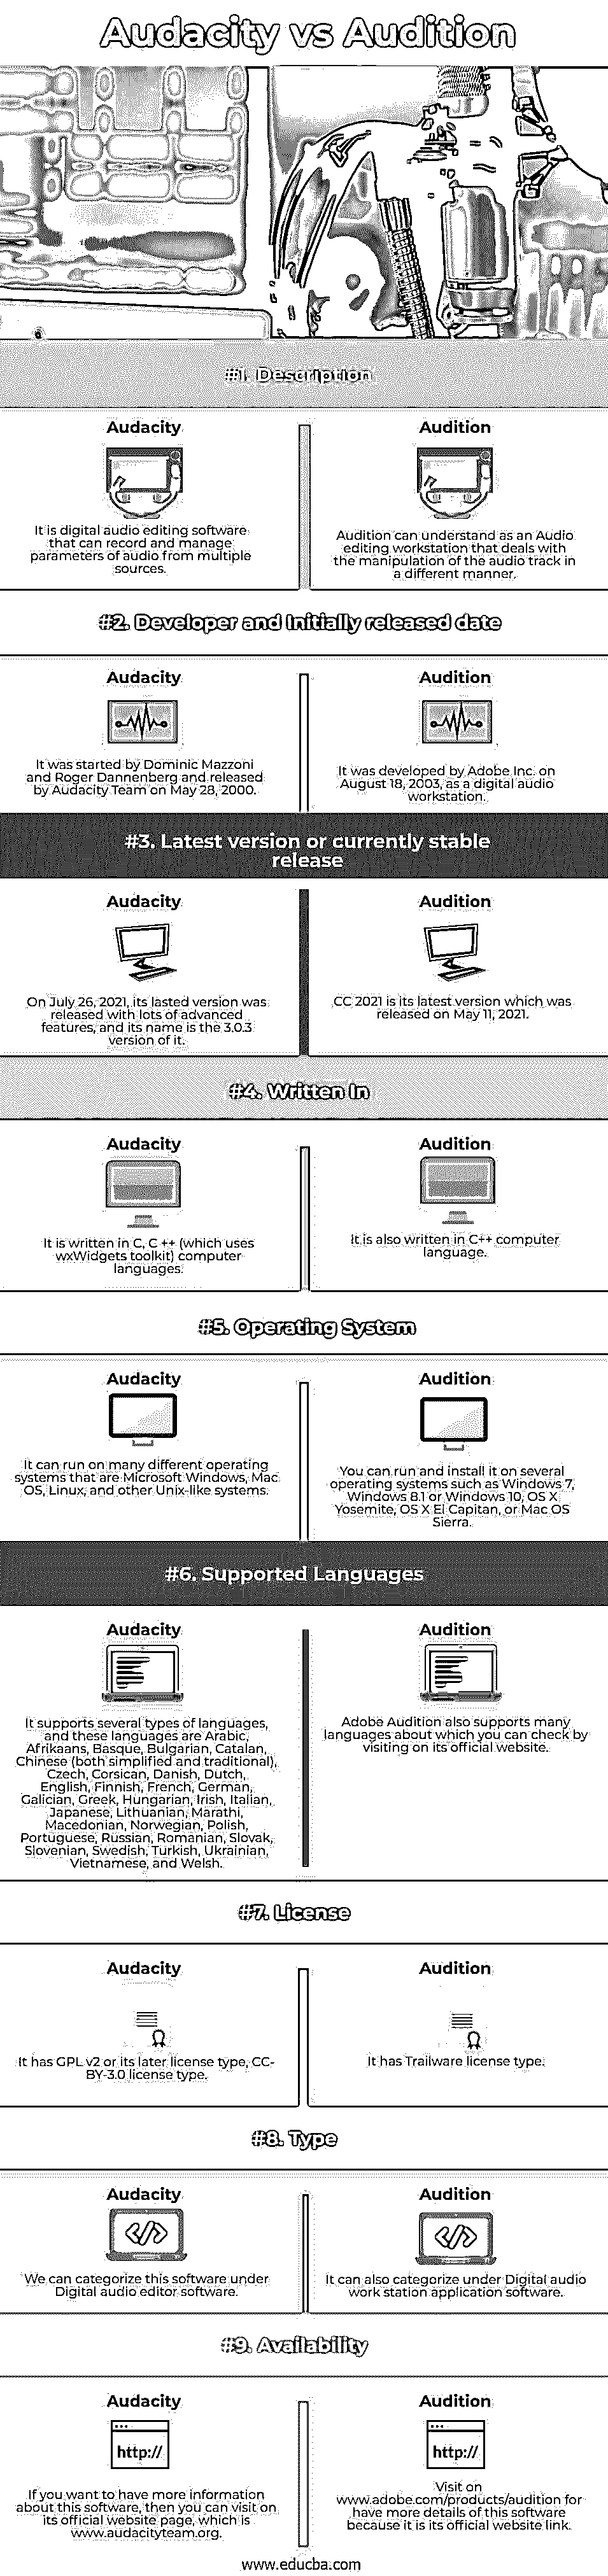 Audacity vs Audition
#1. Description
Audacity
It is digital audio editing software
that can record and manage
parameters of audio from multiple
sources.
Audition
Audition can understand as an Audio
editing workstation that deals with
the manipulation of the audio track in
a different manner.
#2. Developer and Initially released date
Audacity
It was started by Dominic Mazzoni
and Roger Dannenberg and released
by Audacity Team on May 28, 2000.
Audition
It was developed by Adobe Inc. on
August 18, 2003, as a digital audio
workstation.
#3. Latest version or currently stable
release
Audacity
On July 26, 2021, its lasted version was
released with lots of advanced
features, and its name is the 3.0.3
version of it.
Audition
CC 2021 is its latest version which was
released on May 11, 2021.
#4. Written In
Audacity
It is written in C, C ++ (which uses
wxWidgets toolkit) computer
languages.
Audition
It is also written in C++ computer
language.
#5. Operating System
Audacity
It can run on many different operating
systems that are Microsoft Windows, Mac
OS, Linux, and other Unix-like systems.
Audition
You can run and install it on several
operating systems such as Windows 7,
Windows 8.1 or Windows 10, OS X
Yosemite, OS X El Capitan, or Mac OS
Sierra.
#6. Supported Languages
Audacity
It supports several types of languages,
and these languages are Arabic,
Afrikaans, Basque, Bulgarian, Catalan,
Chinese (both simplified and traditional),
Czech, Corsican, Danish, Dutch,
English, Finnish, French, German,
Galician, Greek, Hungarian, Irish, Italian,
Japanese, Lithuanian, Marathi,
Macedonian, Norwegian, Polish,
Portuguese, Russian, Romanian, Slovak,
Slovenian, Swedish, Turkish, Ukrainian,
Vietnamese, and Welsh.
Audition
Adobe Audition also supports many
languages about which you can check by
visiting on its official website.
#7. License
Audacity
It has GPL v2 or its later license type, CC-
BY-3.0 license type.
Audition
It has Trailware license type.
#8. Type
Audacity
We can categorize this software under
Digital audio editor software.
Audition
It can also categorize under Digital audio
work station application software.
#9. Availability
Audacity
http://
If you want to have more information
about this software, then you can visit on
its official website page, which is
www.audacityteam.org.
Audition
http://
Visit on
www.adobe.com/products/audition for
have more details of this software
because it is its official website link.
www.educba.com